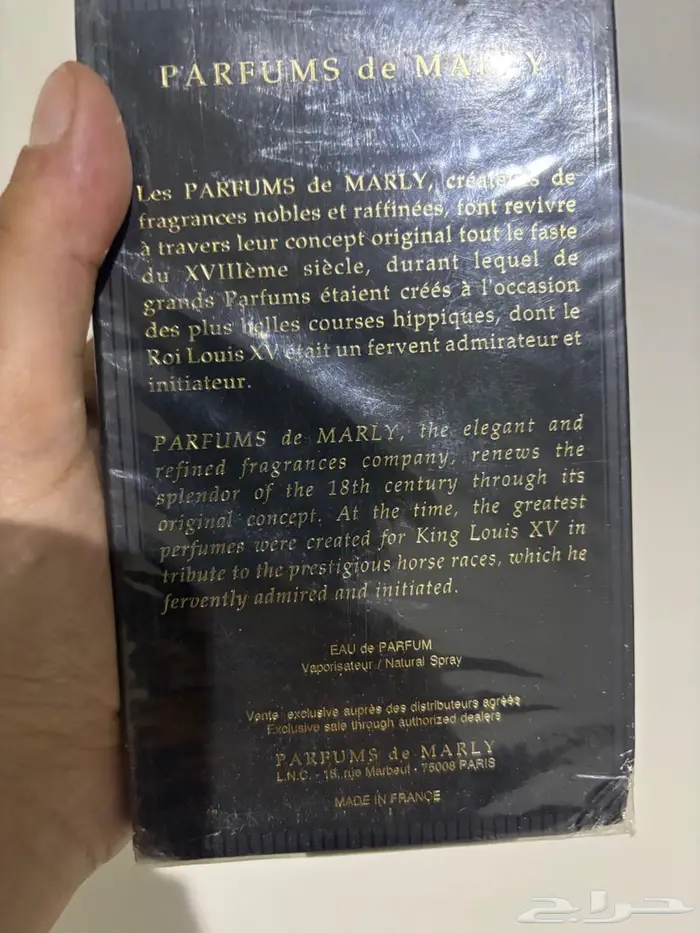 PARFUMS de MARLY
Les PARFUMS de MARLY, créateurs de
fragrances nobles et raffinées, font revivre
à travers leur concept original tout le faste
du XVIIIème siècle, durant lequel de
grands Parfums étaient créés à l'occasion
des plus belles courses hippiques, dont le
Roi Louis XV était un fervent admirateur et
initiateur.
PARFUMS de MARLY, the elegant and
refined fragrances company, renews the
splendor of the 18th century through its
original concept. At the time, the greatest
perfumes were created for King Louis XV in
tribute to the prestigious horse races, which he
fervently admired and initiated.
EAU de PARFUM
Vaporisateur / Natural Spray
Vente exclusive auprès des distributeurs agréés
Exclusive sale through authorized dealers
PARFUMS de MARLY
L.N.C. - 18, rue Marbeuf - 75008 PARIS
MADE IN FRANCE
حراج